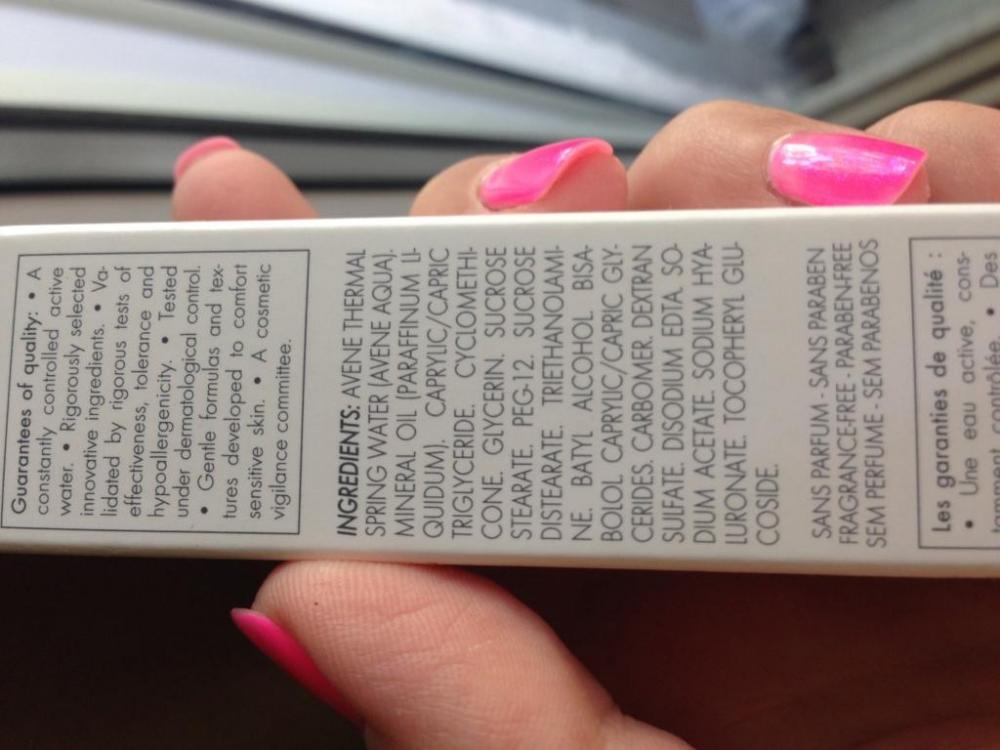 Guarantees of quality: • A
constantly controlled active
water. • Rigorously selected
innovative ingredients. • Va-
lidated by rigorous tests of
effectiveness, tolerance and
hypoallergenicity. • Tested
under dermatological control.
• Gentle formulas and tex-
tures developed to comfort
sensitive skin. • A cosmetic
vigilance committee.
INGREDIENTS: AVENE THERMAL
SPRING WATER (AVENE AQUA).
MINERAL OIL (PARAFFINUM LI-
QUIDUM). CAPRYLIC/CAPRIC
TRIGLYCERIDE. CYCLOMETHI-
CONE. GLYCERIN. SUCROSE
STEARATE. PEG-12. SUCROSE
DISTEARATE. TRIETHANOLAMI-
NE. BATYL ALCOHOL. BISA-
BOLOL. CAPRYLIC/CAPRIC GLY-
CERIDES. CARBOMER. DEXTRAN
SULFATE. DISODIUM EDTA. SO-
DIUM ACETATE. SODIUM HYA-
LURONATE. TOCOPHERYL GLU-
COSIDE.
SANS PARFUM - SANS PARABEN
FRAGRANCE-FREE - PARABEN-FREE
SEM PERFUME - SEM PARABENOS
Les garanties de qualité :
• Une eau active, cons-
contrôlée. • Des